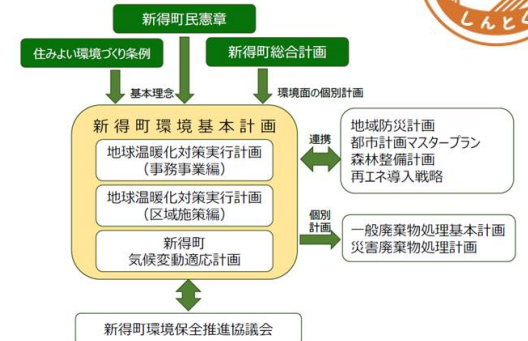 新得町民憲章
住みよい環境づくり条例
新得町総合計画
基本理念
環境面の個別計画
新得町環境基本計画
地球温暖化対策実行計画
（事務事業編）
地球温暖化対策実行計画
（区域施策編）
新得町
気候変動適応計画
連携
地域防災計画
都市計画マスタープラン
森林整備計画
再エネ導入戦略
個別
計画
一般廃棄物処理基本計画
災害廃棄物処理計画
新得町環境保全推進協議会
しんとく